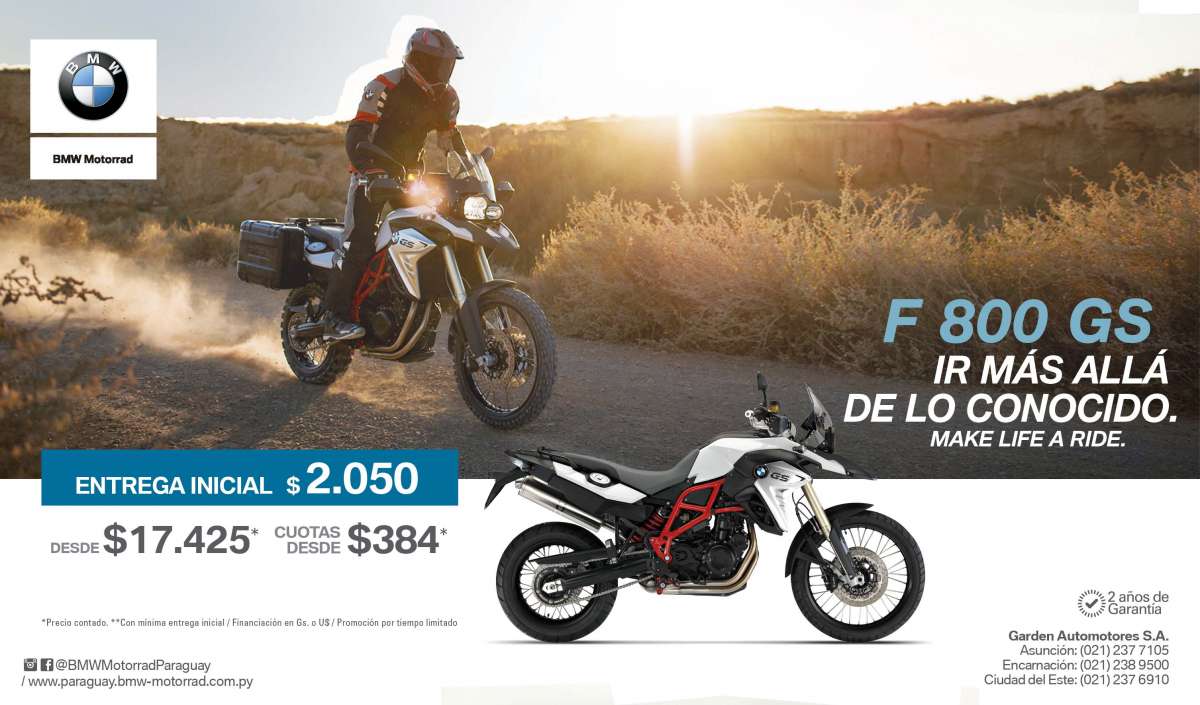 BMW
BMW Motorrad
GS
F 800 GS
IR MÁS ALLÁ
DE LO CONOCIDO.
MAKE LIFE A RIDE.
ENTREGA INICIAL $ 2.050
DESDE $17.425* CUOTAS DESDE $384*
GS
*Precio contado. **Con mínima entrega inicial / Financiación en Gs. o U$ / Promoción por tiempo limitado
@BMWMotorradParaguay
/ www.paraguay.bmw-motorrad.com.py
2 años de
Garantía
Garden Automotores S.A.
Asunción: (021) 237 7105
Encarnación: (021) 238 9500
Ciudad del Este: (021) 237 6910